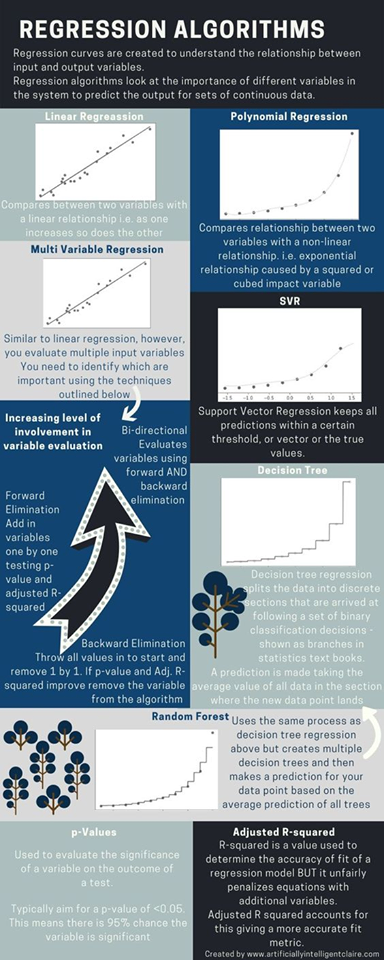 REGRESSION ALGORITHMS
Regression curves are created to understand the relationship between
input and output variables.
Regression algorithms look at the importance of different variables in
the system to predict the output for sets of continuous data.
Linear Regreassion
Compares between two variables with
a linear relationship i.e. as one
increases so does the other
Polynomial Regression
Compares relationship between two
variables with a non-linear
relationship. i.e. exponential
relationship caused by a squared or
cubed impact variable
Multi Variable Regression
Similar to linear regression, however,
you evaluate multiple input variables
You need to identify which are
important using the techniques
outlined below
SVR
-1.5 -1.0 -0.5 0.0 0.5 1.0 1.5
Support Vector Regression keeps all
predictions within a certain
threshold, or vector or the true
values.
Increasing level of
involvement in
variable evaluation
Bi-directional
Evaluates
variables using
forward AND
backward
elimination
Forward
Elimination
Add in
variables
one by one
testing p-
value and
adjusted R-
squared
Backward Elimination
Throw all values in to start and
remove 1 by 1. If p-value and Adj. R-
squared improve remove the variable
from the algorithm
Decision Tree
Decision tree regression
splits the data into discrete
sections that are arrived at
following a set of binary
classification decisions -
shown as branches in
statistics text books.
A prediction is made taking the
average value of all data in the section
where the new data point lands
Random Forest
Uses the same process as
decision tree regression
above but creates multiple
decision trees and then
makes a prediction for your
data point based on the
average prediction of all trees
p-Values
Used to evaluate the significance
of a variable on the outcome of
a test.
Typically aim for a p-value of <0.05.
This means there is 95% chance the
variable is significant
Adjusted R-squared
R-squared is a value used to
determine the accuracy of fit of a
regression model BUT it unfairly
penalizes equations with
additional variables.
Adjusted R squared accounts for
this giving a more accurate fit
metric.
Created by www.artificiallyintelligentclaire.com